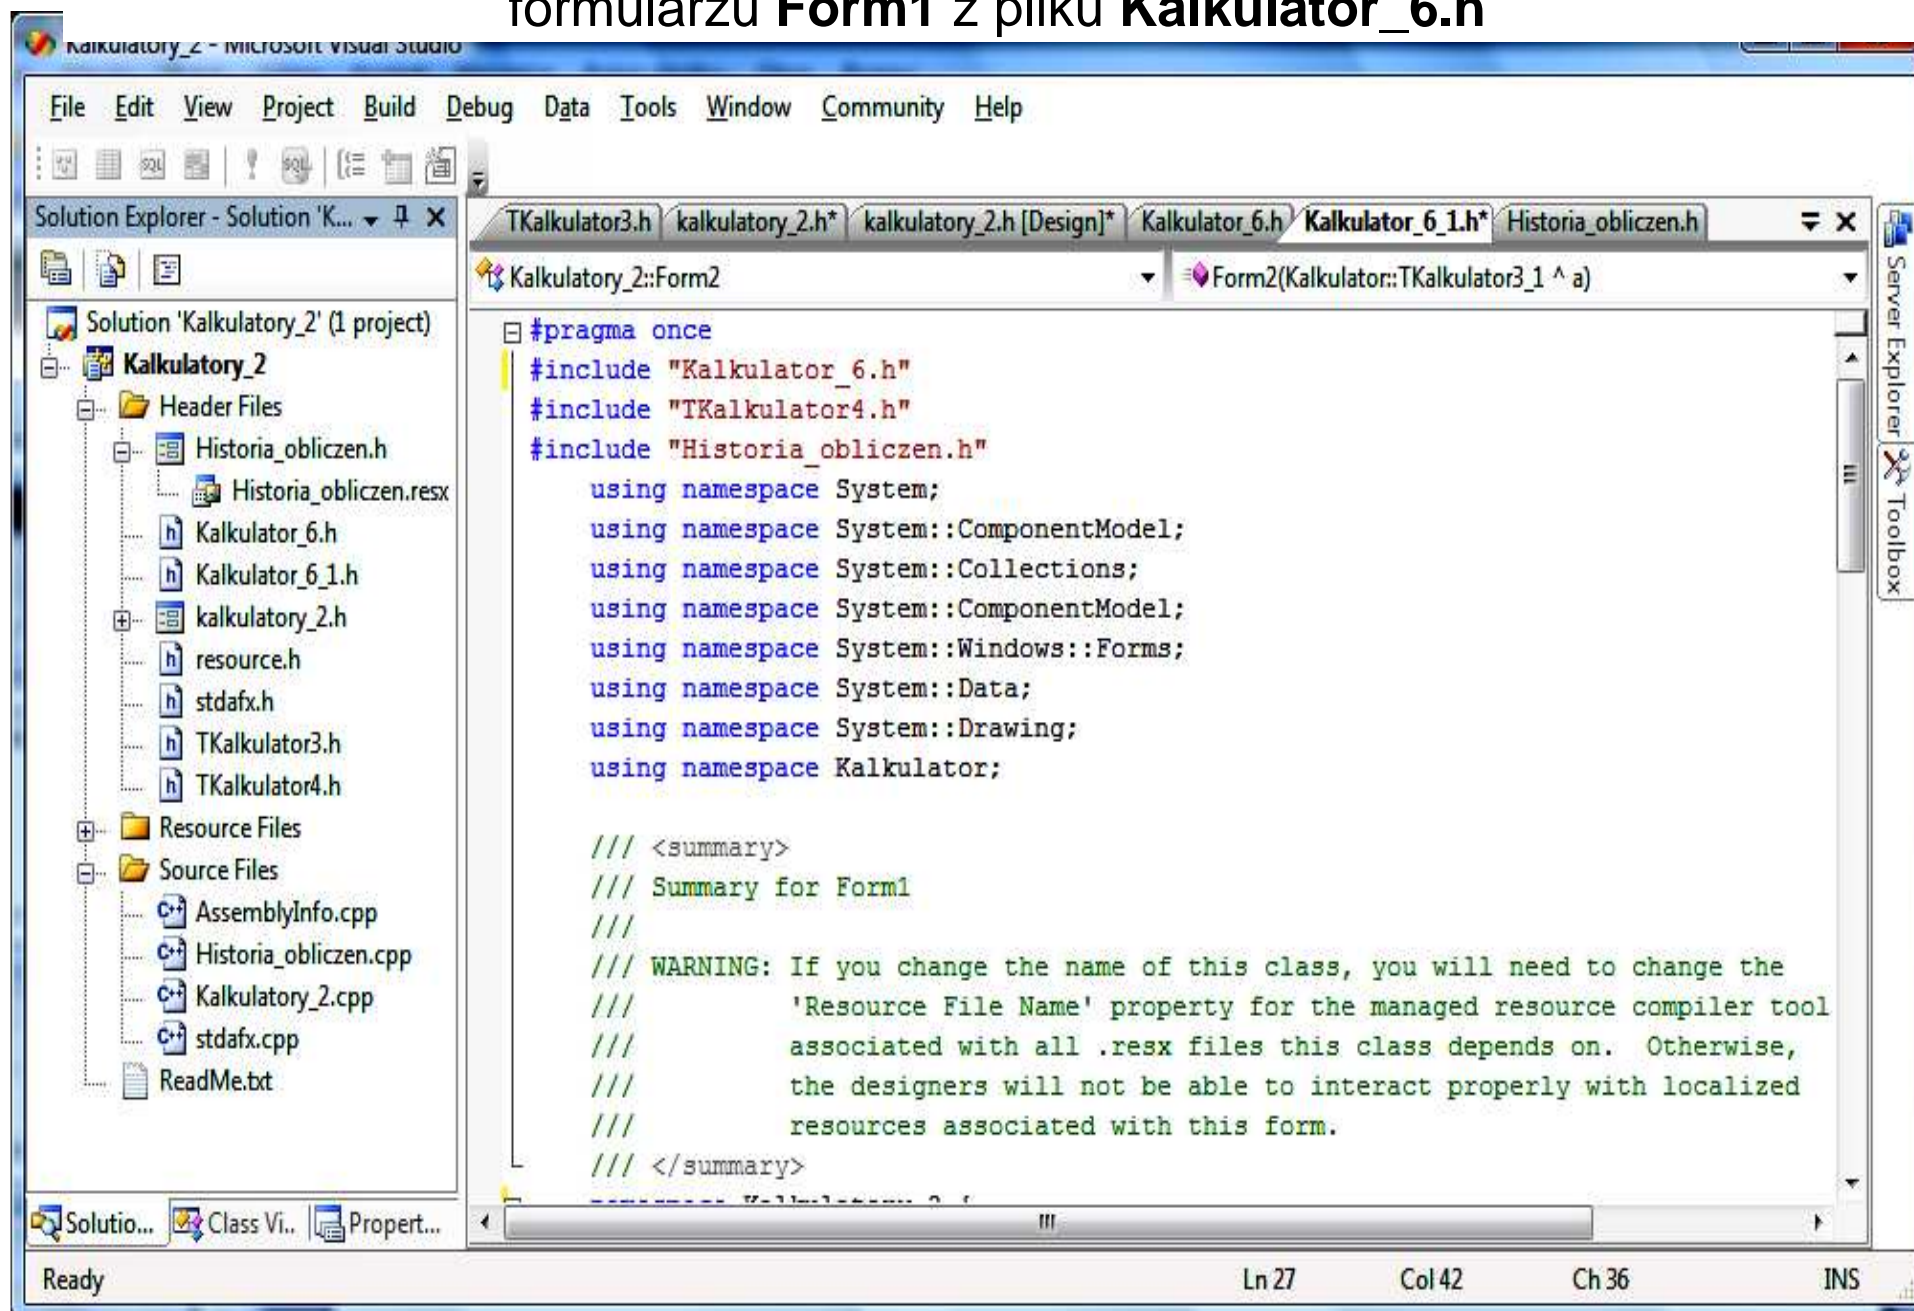 formularzu Form1 z pliku Kalkulator_6.h
Kalkulatory_2 - Microsoft Visual Studio
File Edit View Project Build Debug Data Tools Window Community Help
Solution Explorer - Solution 'K...
Solution 'Kalkulatory_2' (1 project)
Kalkulatory_2
Header Files
Historia_obliczen.h
Historia_obliczen.resx
Kalkulator_6.h
Kalkulator_6_1.h
kalkulatory_2.h
resource.h
stdafx.h
TKalkulator3.h
TKalkulator4.h
Resource Files
Source Files
AssemblyInfo.cpp
Historia_obliczen.cpp
Kalkulatory_2.cpp
stdafx.cpp
ReadMe.txt
Solutio... Class Vi.. Propert...
TKalkulator3.h kalkulatory_2.h* kalkulatory_2.h [Design]* Kalkulator_6.h Kalkulator_6_1.h* Historia_obliczen.h
Kalkulatory_2::Form2 Form2(Kalkulator::TKalkulator3_1 ^ a)
#pragma once
#include "Kalkulator_6.h"
#include "TKalkulator4.h"
#include "Historia_obliczen.h"
using namespace System;
using namespace System::ComponentModel;
using namespace System::Collections;
using namespace System::ComponentModel;
using namespace System::Windows::Forms;
using namespace System::Data;
using namespace System::Drawing;
using namespace Kalkulator;
/// <summary>
/// Summary for Form1
///
/// WARNING: If you change the name of this class, you will need to change the
/// 'Resource File Name' property for the managed resource compiler tool
/// associated with all .resx files this class depends on. Otherwise,
/// the designers will not be able to interact properly with localized
/// resources associated with this form.
/// </summary>
namespace Kalkulatory_2 {
Server Explorer
Toolbox
Ready Ln 27 Col 42 Ch 36 INS